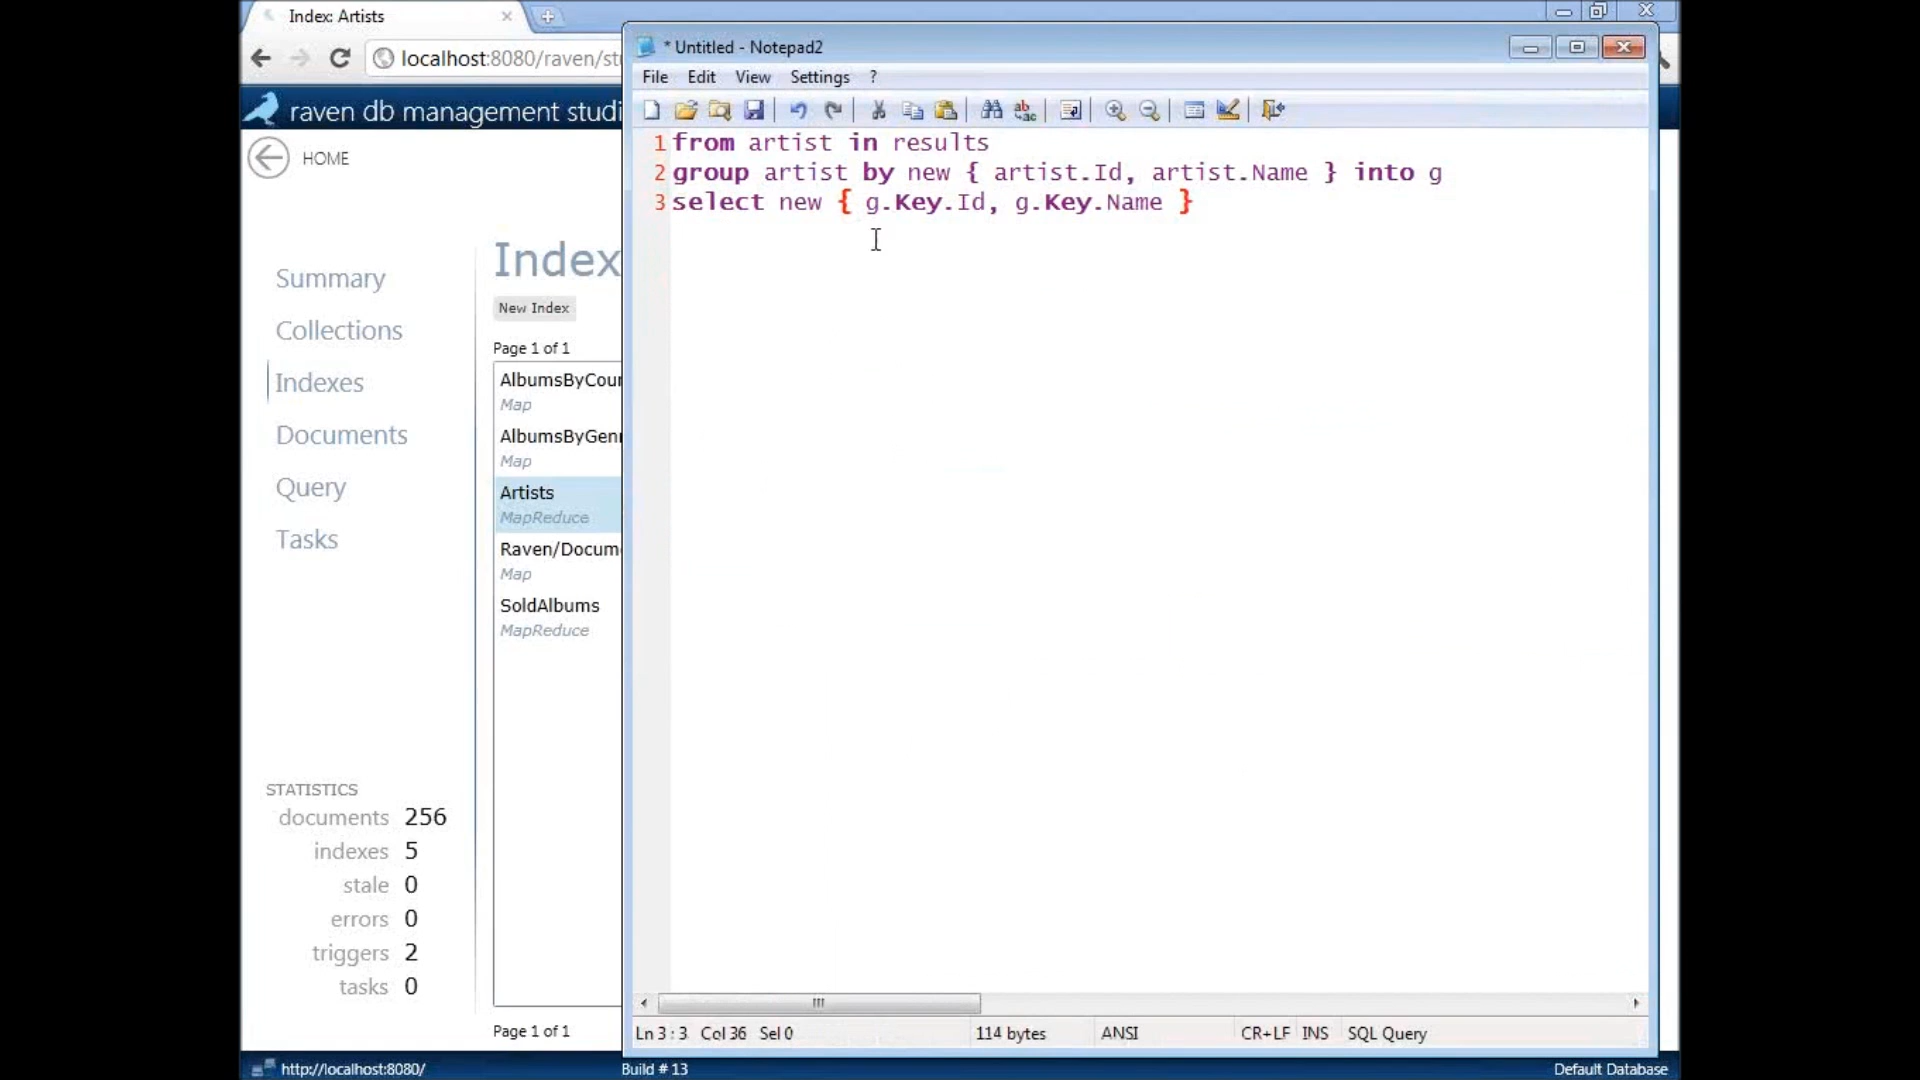 Index: Artists
localhost:8080/raven/st
raven db management studi
HOME
Summary
Collections
Indexes
Documents
Query
Tasks
STATISTICS
documents 256
indexes 5
stale 0
errors 0
triggers 2
tasks 0
Index
New Index
Page 1 of 1
AlbumsByCour
Map
AlbumsByGenr
Map
Artists
MapReduce
Raven/Docum
Map
SoldAlbums
MapReduce
Page 1 of 1
* Untitled - Notepad2
File Edit View Settings ?
1 from artist in results
2 group artist by new { artist.Id, artist.Name } into g
3 select new { g.Key.Id, g.Key.Name }
Ln 3 : 3 Col 36 Sel 0 114 bytes ANSI CR+LF INS SQL Query
http://localhost:8080/ Build # 13 Default Database